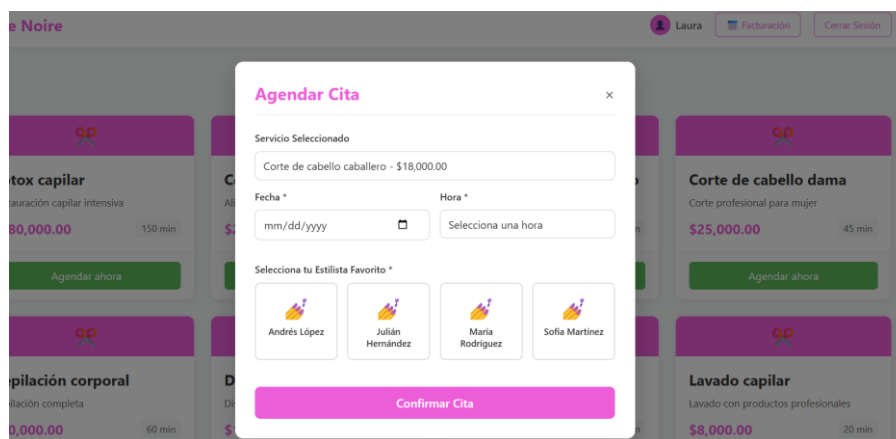 e Noire
Laura
Facturación
Cerrar Sesión
Agendar Cita
×
Servicio Seleccionado
Corte de cabello caballero - $18,000.00
Fecha *
Hora *
mm/dd/yyyy
Selecciona una hora
Selecciona tu Estilista Favorito *
Andrés López
Julián
Hernández
María
Rodríguez
Sofía Martínez
Confirmar Cita
tox capilar
tauración capilar intensiva
80,000.00
150 min
Agendar ahora
Corte de cabello dama
Corte profesional para mujer
$25,000.00
45 min
Agendar ahora
epilación corporal
ilación completa
0,000.00
60 min
Lavado capilar
Lavado con productos profesionales
$8,000.00
20 min